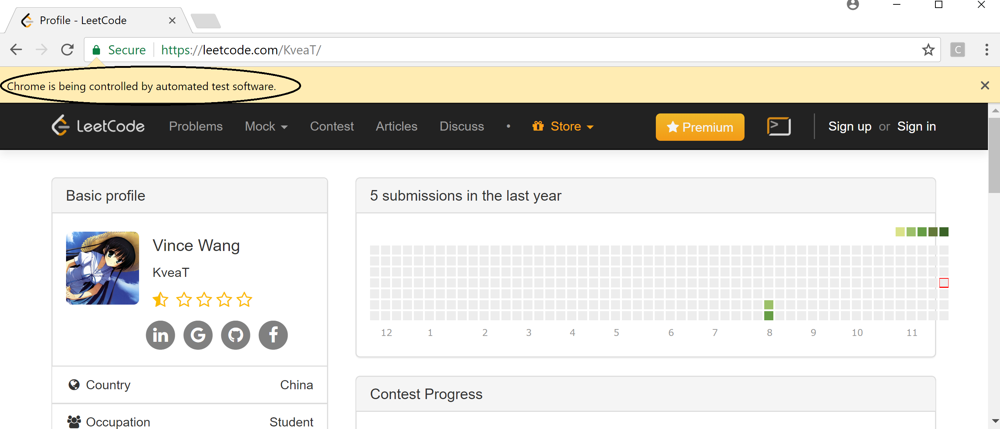 Profile - LeetCode
Secure https://leetcode.com/KveaT/
C
Chrome is being controlled by automated test software.
LeetCode Problems Mock Contest Articles Discuss • Store Premium Sign up or Sign in
Basic profile
Vince Wang
KveaT
in G f
Country China
Occupation Student
5 submissions in the last year
12 1 2 3 4 5 6 7 8 9 10 11
Contest Progress